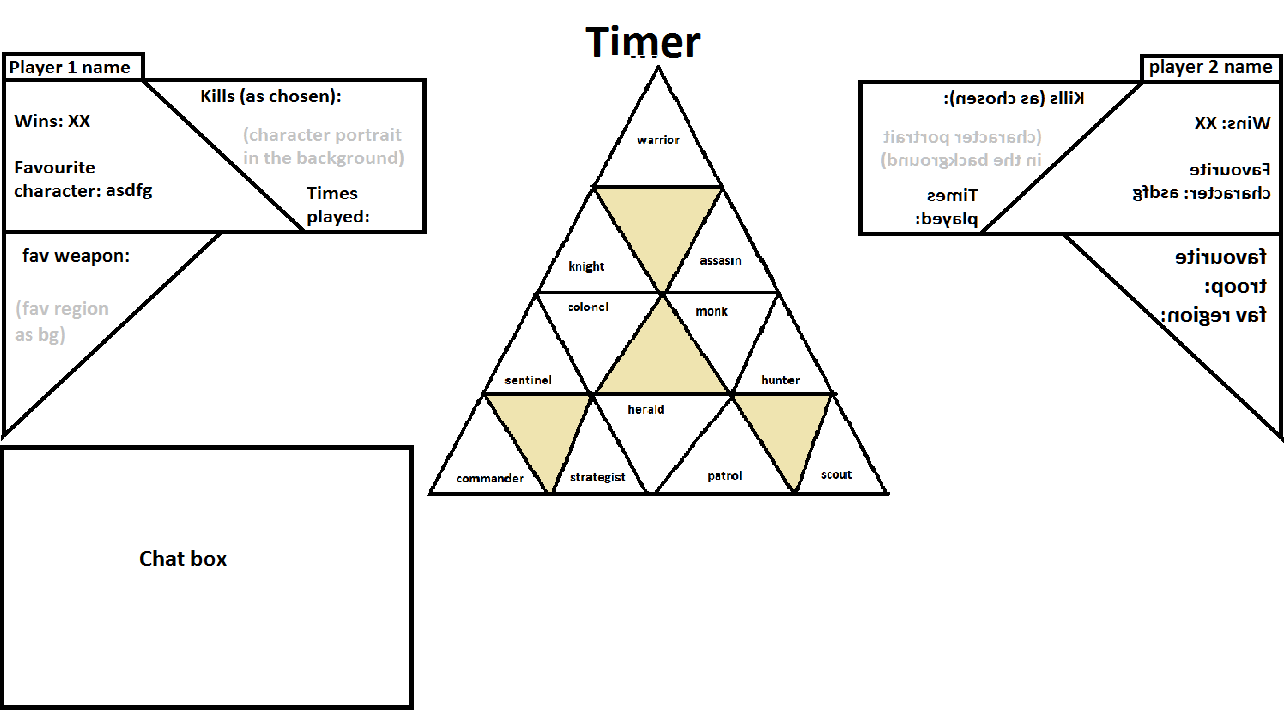 Timer
Player 1 name
Wins: XX
Favourite
character: asdfg
Kills (as chosen):
(character portrait
in the background)
Times
played:
fav weapon:
(fav region
as bg)
warrior
knight
assasin
colonel
monk
sentinel
hunter
herald
commander
strategist
patrol
scout
player 2 name
Kills (as chosen):
(character portrait
in the background)
Times
played:
Wins: XX
Favourite
character: asdfg
favourite
troop:
fav region:
Chat box